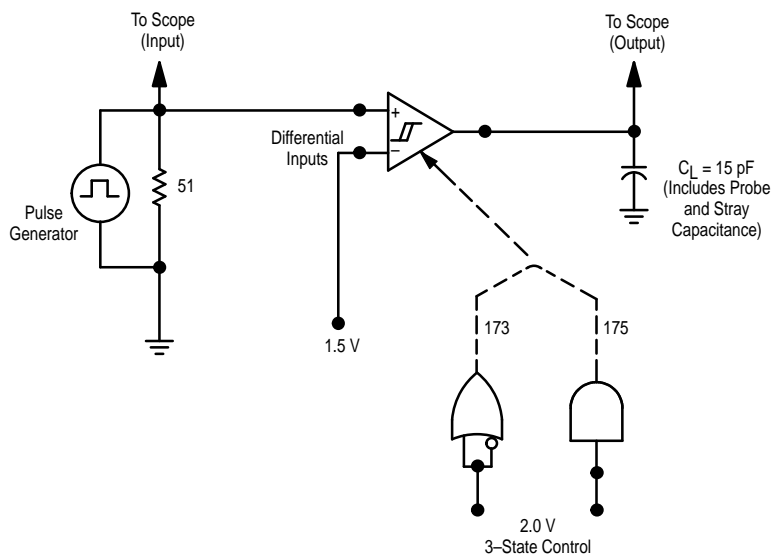 To Scope
(Input)
To Scope
(Output)
+
Differential
Inputs
–
51
Pulse
Generator
C_L = 15 pF
(Includes Probe
and Stray
Capacitance)
1.5 V
173
175
2.0 V
3–State Control